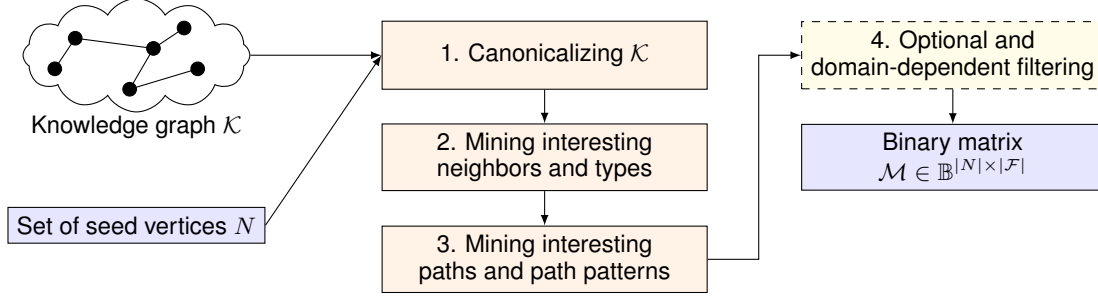 Knowledge graph 𝒦
Set of seed vertices N
1. Canonicalizing 𝒦
2. Mining interesting
neighbors and types
3. Mining interesting
paths and path patterns
4. Optional and
domain-dependent filtering
Binary matrix
ℳ ∈ 𝔹^{|N|×|ℱ|}